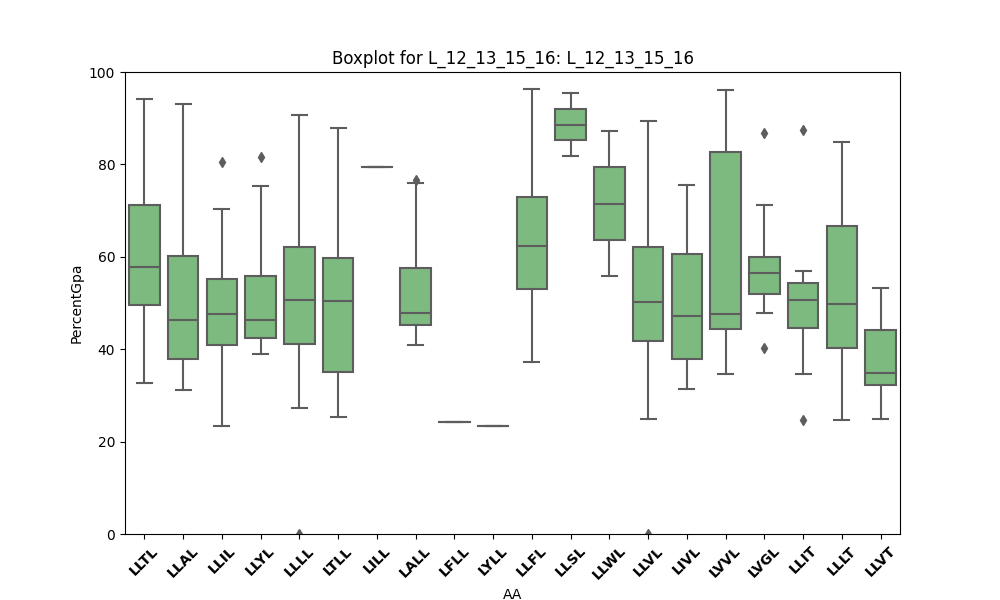 Boxplot for L_12_13_15_16: L_12_13_15_16
100
80
60
40
20
0
PercentGpa
LLTL LLAL LLIL LLYL LLLL LTLL LILL LALL LFLL LYLL LLFL LLSL LLWL LLVL LIVL LVVL LVGL LLIT LLLT LLVT
AA